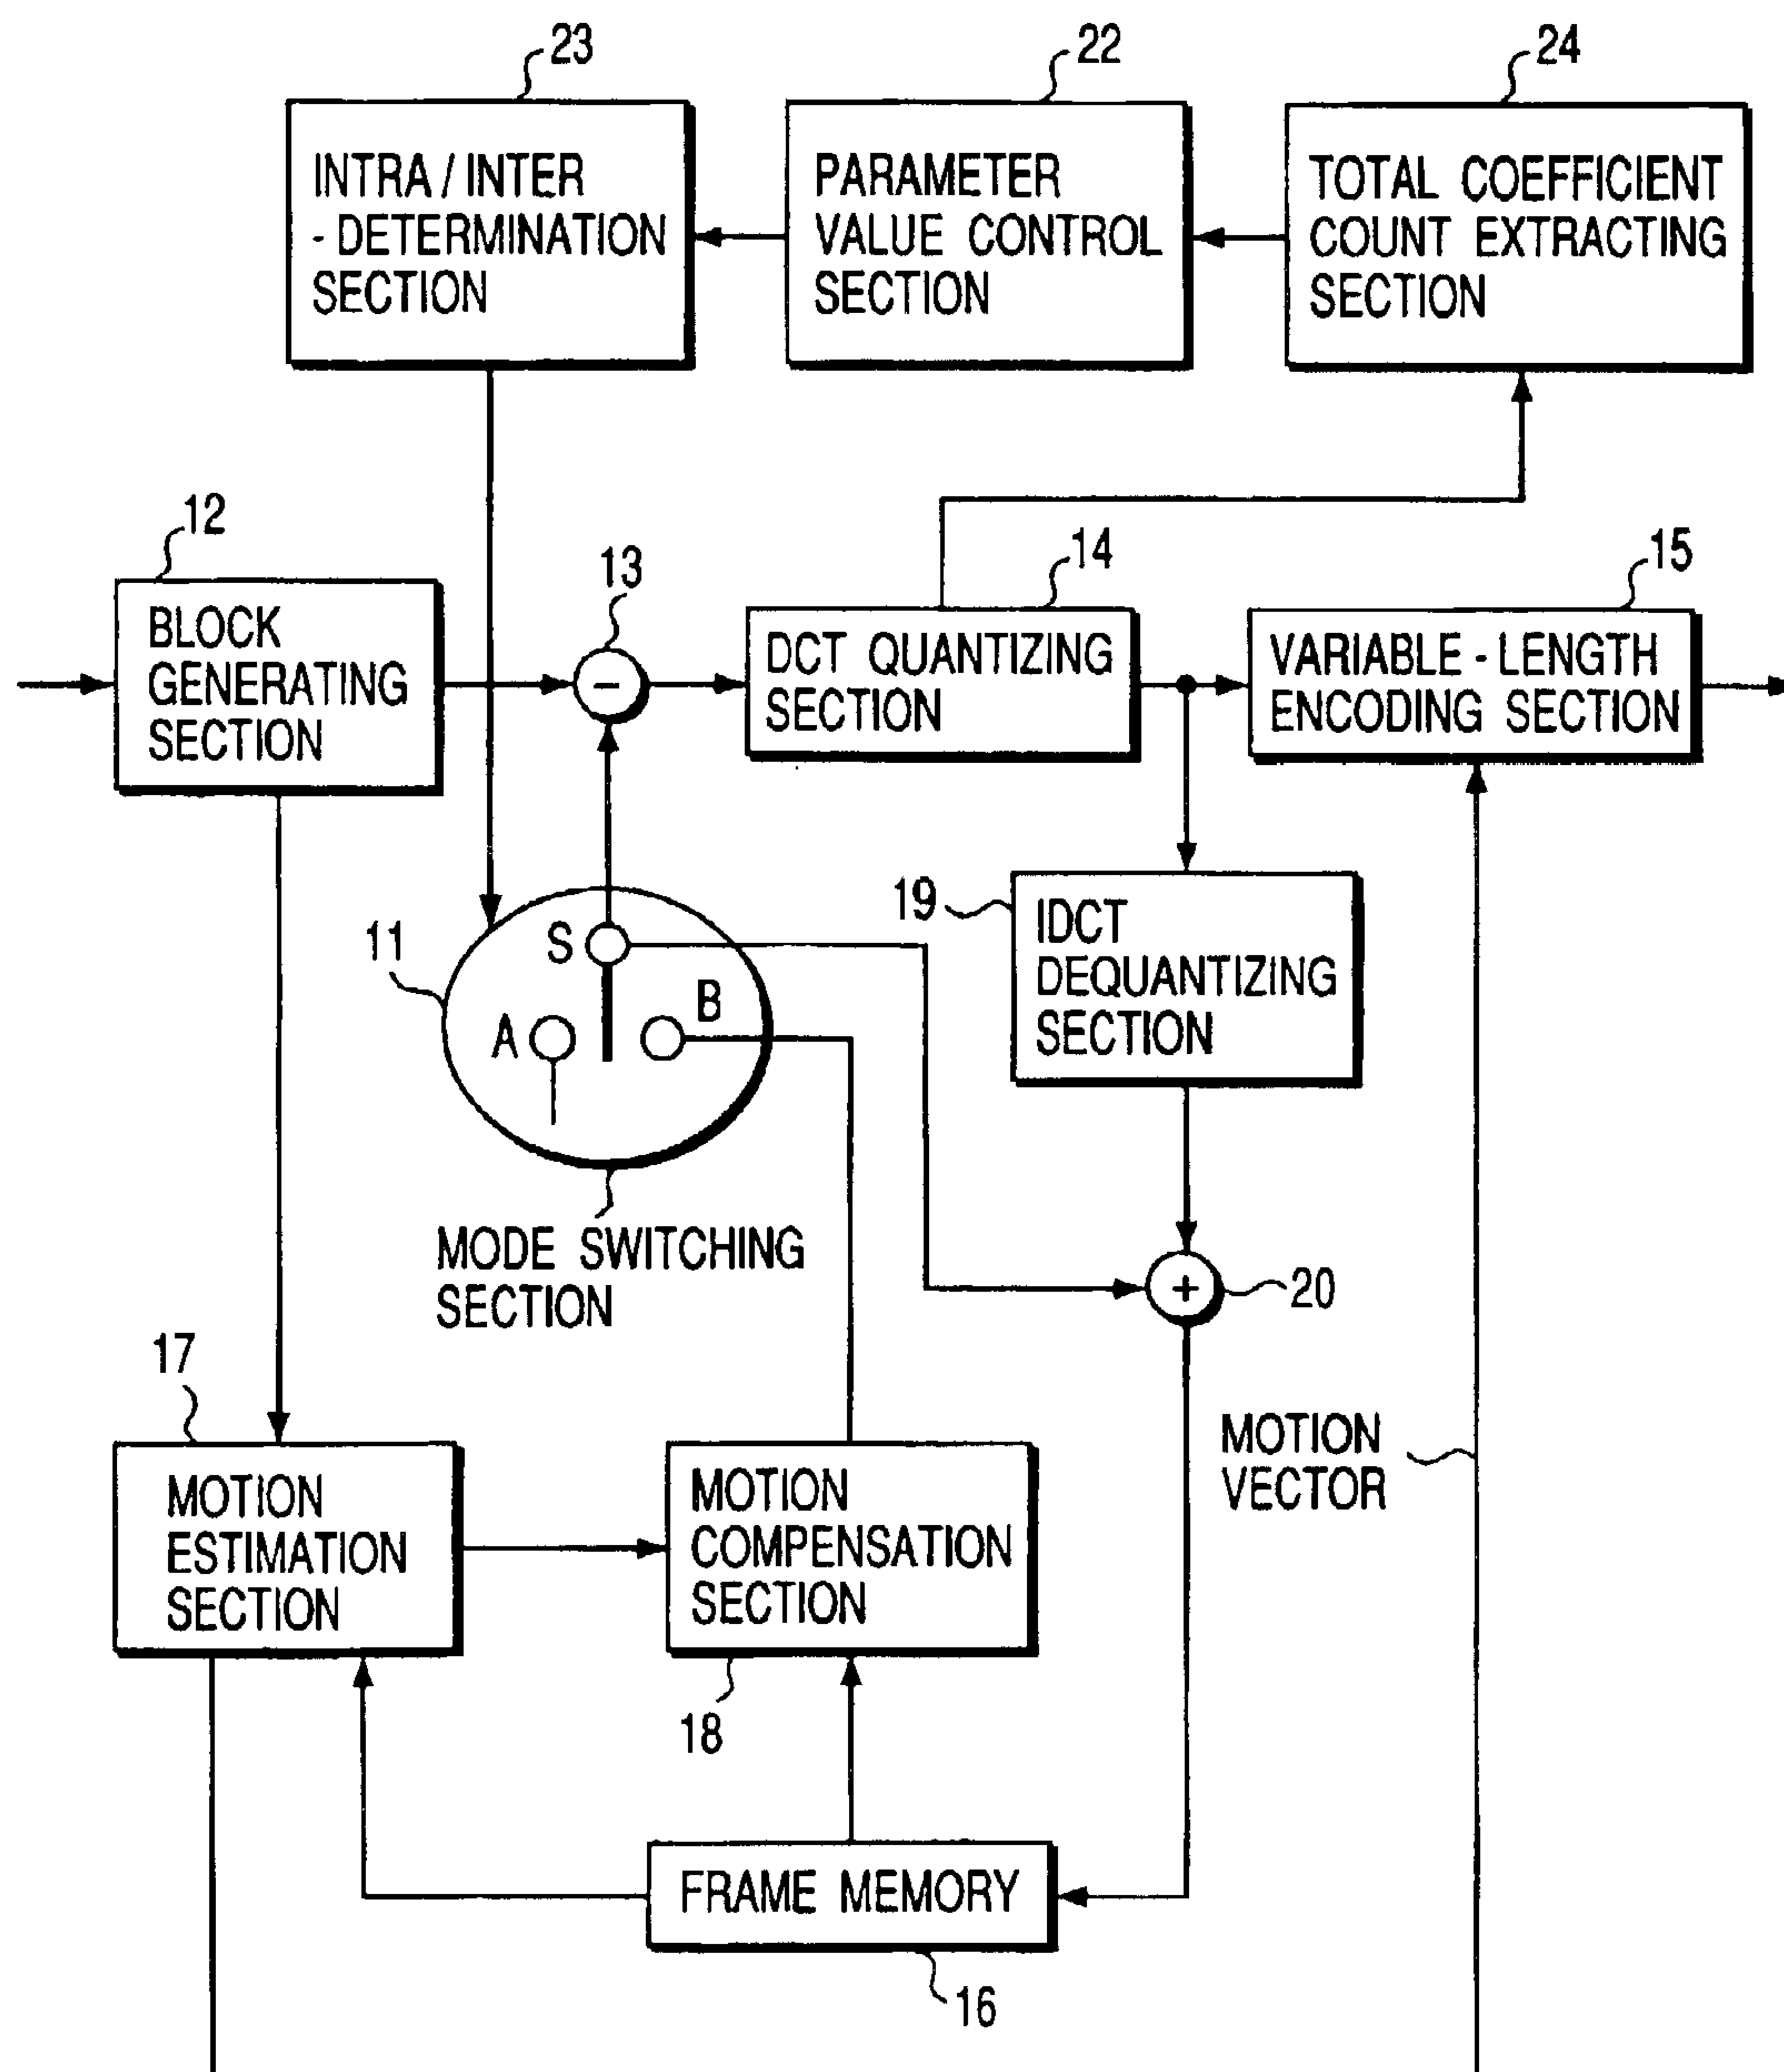 23
22
24
INTRA / INTER
- DETERMINATION
SECTION
PARAMETER
VALUE CONTROL
SECTION
TOTAL COEFFICIENT
COUNT EXTRACTING
SECTION
12
13
14
15
BLOCK
GENERATING
SECTION
-
DCT QUANTIZING
SECTION
VARIABLE - LENGTH
ENCODING SECTION
11
S
A
B
19
IDCT
DEQUANTIZING
SECTION
MODE SWITCHING
SECTION
+
20
17
MOTION
ESTIMATION
SECTION
MOTION
COMPENSATION
SECTION
MOTION
VECTOR
18
FRAME MEMORY
16